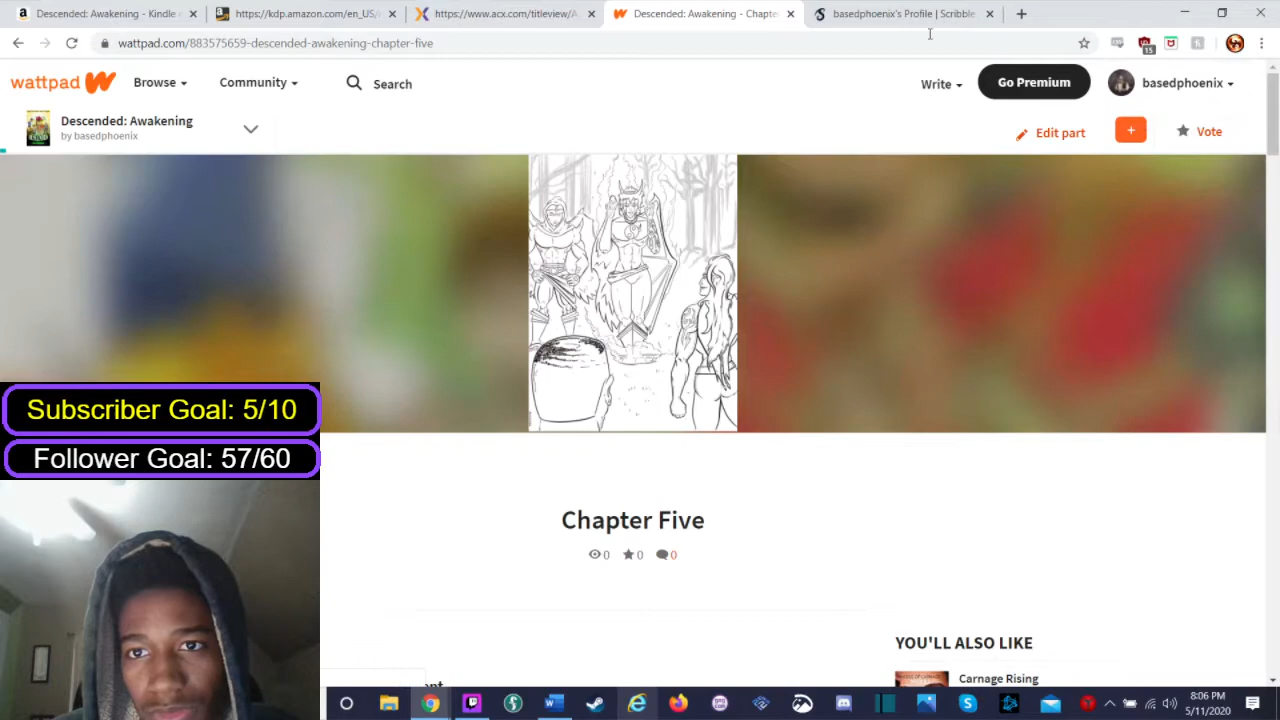 Descended: Awakening - Kindle
https://kdp.amazon.com/en_US/
https://www.acx.com/titleview/A
Descended: Awakening - Chapte
basedphoenix's Profile | Scribble
wattpad.com/883575659-descended-awakening-chapter-five
15
wattpad
Browse
Community
Search
Write
Go Premium
basedphoenix
Descended: Awakening
by basedphoenix
Edit part
+
Vote
Subscriber Goal: 5/10
Follower Goal: 57/60
Chapter Five
0 0 0
YOU'LL ALSO LIKE
Carnage Rising
8:06 PM
5/11/2020